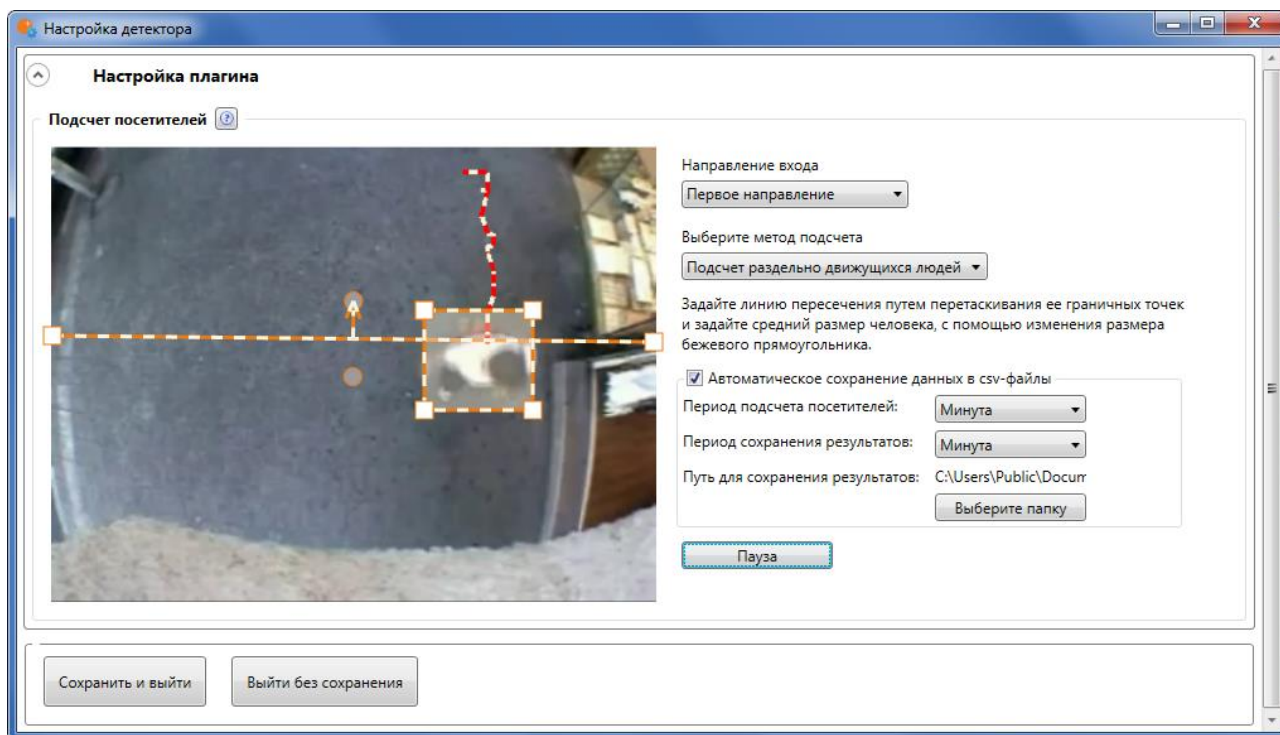 Настройка детектора
Настройка плагина
Подсчет посетителей
Направление входа
Первое направление
Выберите метод подсчета
Подсчет раздельно движущихся людей
Задайте линию пересечения путем перетаскивания ее граничных точек
и задайте средний размер человека, с помощью изменения размера
бежевого прямоугольника.
Автоматическое сохранение данных в csv-файлы
Период подсчета посетителей: Минута
Период сохранения результатов: Минута
Путь для сохранения результатов: C:\Users\Public\Docum
Выберите папку
Пауза
Сохранить и выйти Выйти без сохранения